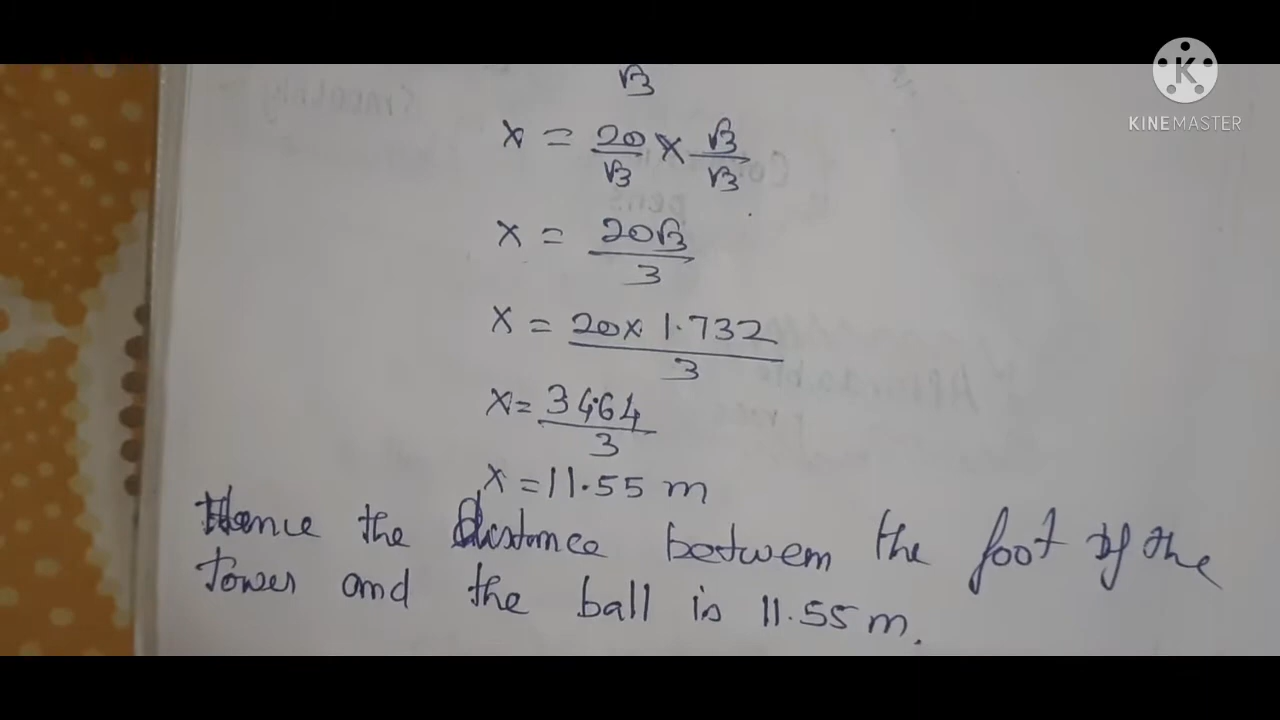 K
KINEMASTER
√3
x = 20/√3 × √3/√3
x = 20√3/3
x = 20 x 1.732/3
x = 34.64/3
x = 11.55 m
Hence the distance between the foot of the
tower and the ball is 11.55 m.